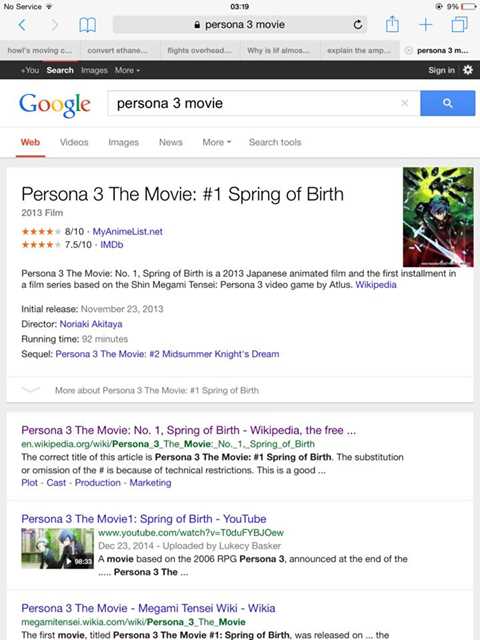 No Service 03:19 9%
persona 3 movie
howl's moving c... convert ethane... flights overhead... Why is lif almos... explain the amp... persona 3 m...
+You Search Images More Sign in
Google persona 3 movie
Web Videos Images News More Search tools
Persona 3 The Movie: #1 Spring of Birth
2013 Film
8/10 · MyAnimeList.net
7.5/10 · IMDb
Persona 3 The Movie: No. 1, Spring of Birth is a 2013 Japanese animated film and the first installment in
a film series based on the Shin Megami Tensei: Persona 3 video game by Atlus. Wikipedia
Initial release: November 23, 2013
Director: Noriaki Akitaya
Running time: 92 minutes
Sequel: Persona 3 The Movie: #2 Midsummer Knight's Dream
More about Persona 3 The Movie: #1 Spring of Birth
Persona 3 The Movie: No. 1, Spring of Birth - Wikipedia, the free ...
en.wikipedia.org/wiki/Persona_3_The_Movie:_No._1,_Spring_of_Birth
The correct title of this article is Persona 3 The Movie: #1 Spring of Birth. The substitution
or omission of the # is because of technical restrictions. This is a good ...
Plot - Cast - Production - Marketing
Persona 3 The Movie1: Spring of Birth - YouTube
www.youtube.com/watch?v=T0duFYBJOew
Dec 23, 2014 - Uploaded by Lukecy Basker
98:33 A movie based on the 2006 RPG Persona 3, announced at the end of the
..... Persona 3 The ...
Persona 3 The Movie - Megami Tensei Wiki - Wikia
megamitensei.wikia.com/wiki/Persona_3_The_Movie
The first movie, titled Persona 3 The Movie #1: Spring of Birth, was released on ... the